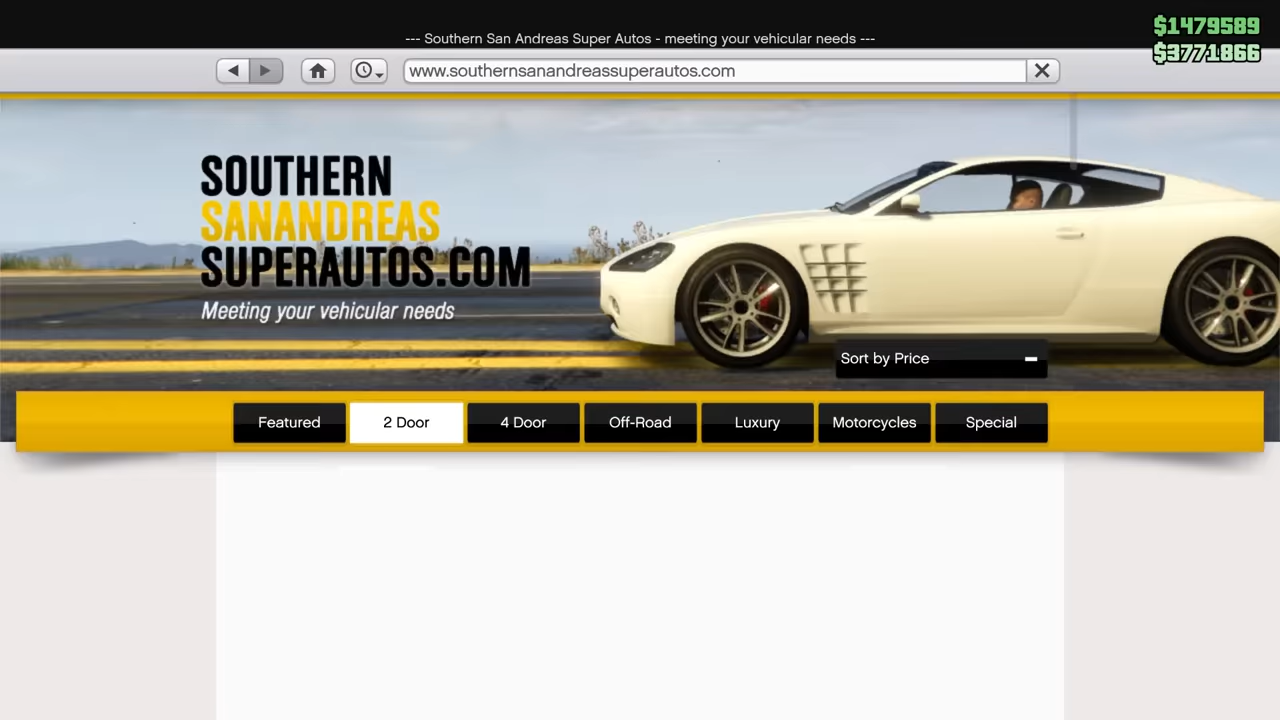 --- Southern San Andreas Super Autos - meeting your vehicular needs ---
$1479589
$3771866
www.southernsanandreassuperautos.com
SOUTHERN
SANANDREAS
SUPERAUTOS.COM
Meeting your vehicular needs
Sort by Price
Featured
2 Door
4 Door
Off-Road
Luxury
Motorcycles
Special